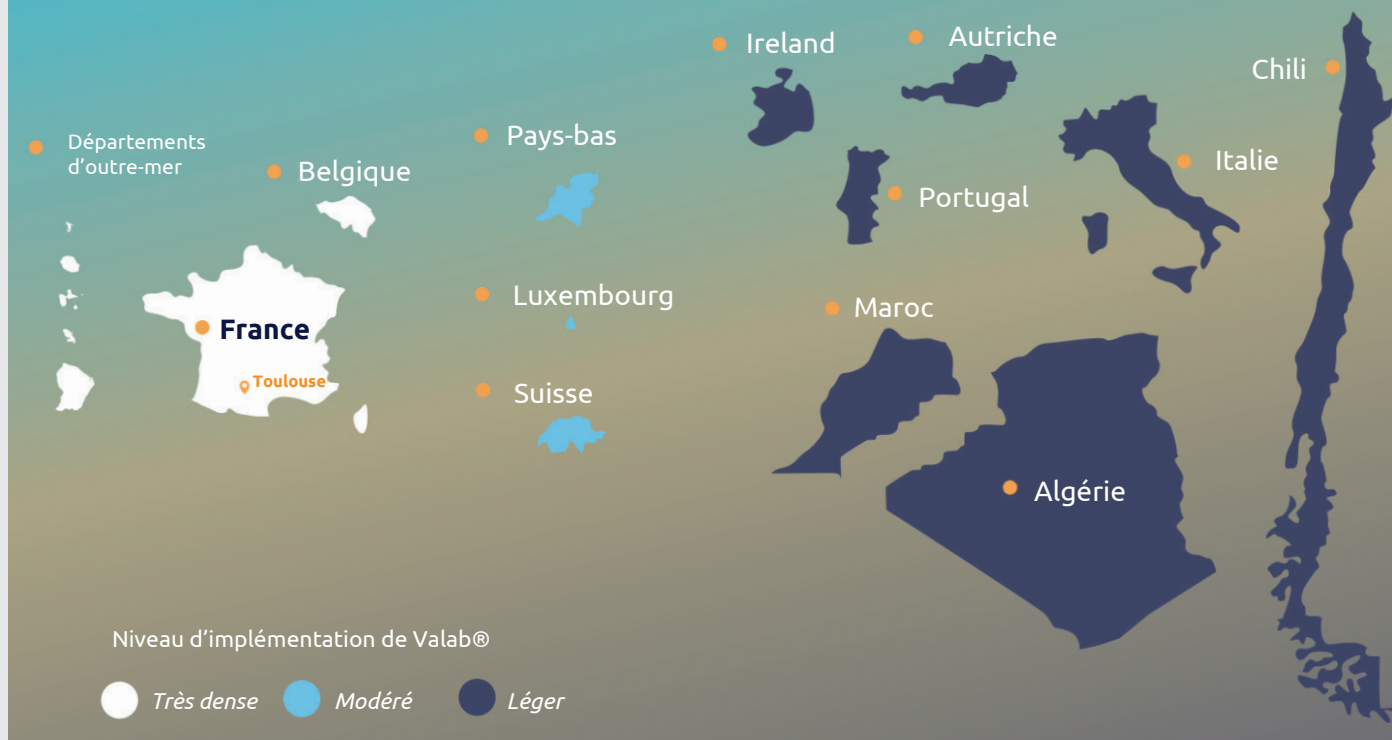 Ireland
Autriche
Chili
Départements
d'outre-mer
Belgique
Pays-bas
Italie
Portugal
Luxembourg
Maroc
France
Toulouse
Suisse
Algérie
Niveau d'implémentation de Valab®
Très dense
Modéré
Léger